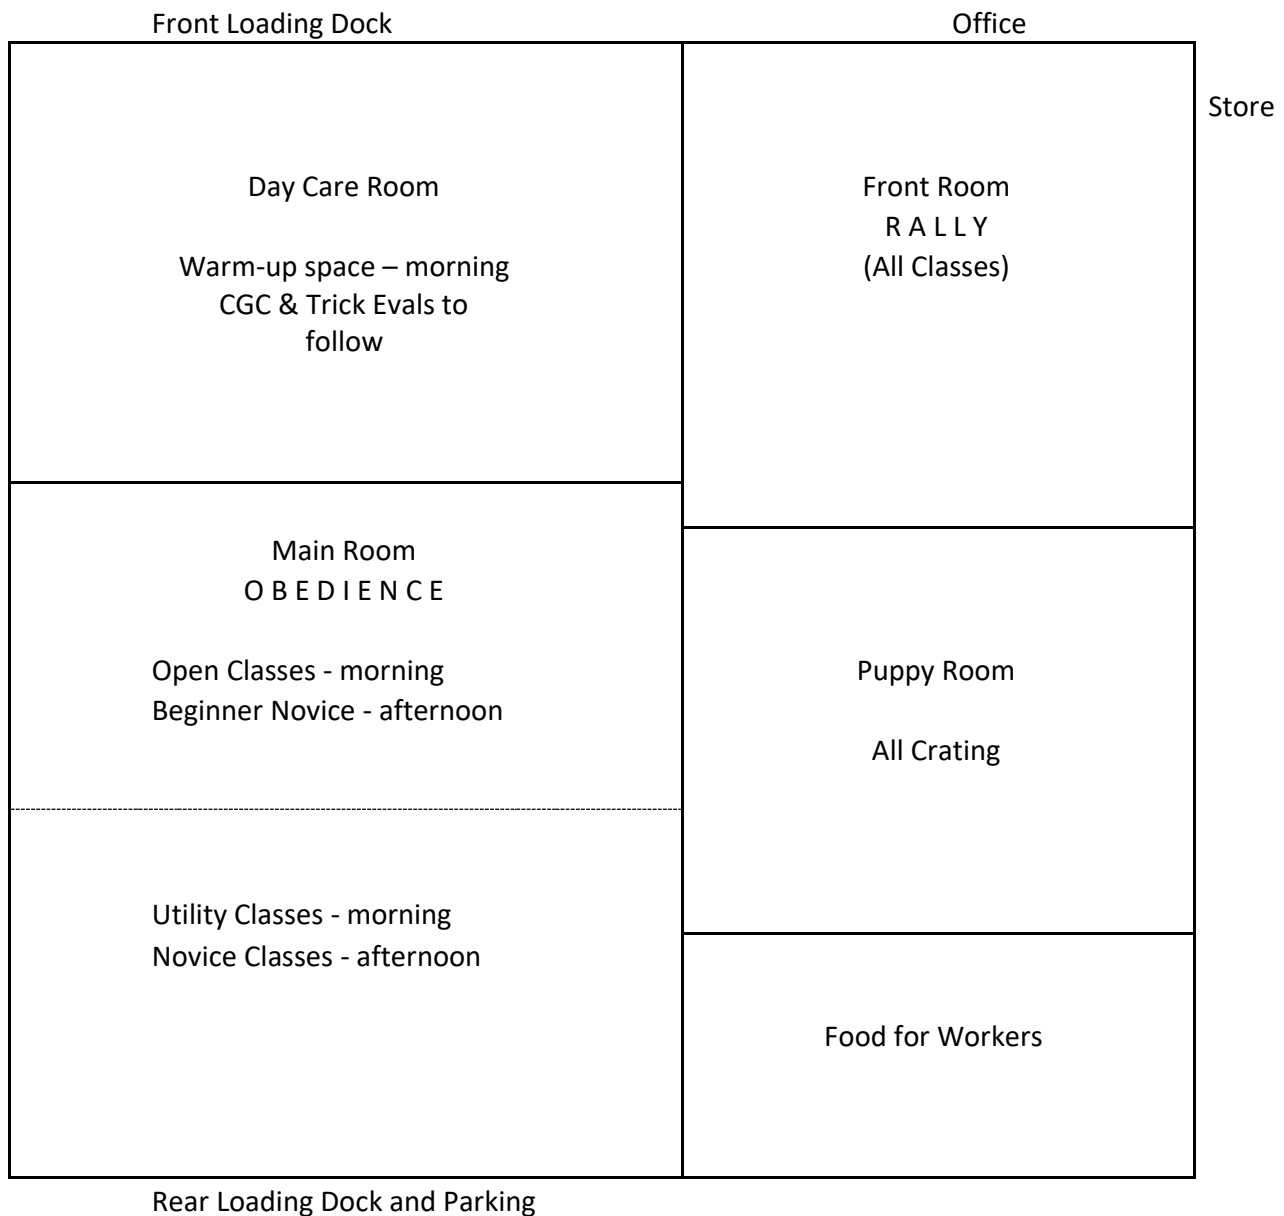 Front Loading Dock
Office
Store
Day Care Room
Warm-up space – morning
CGC & Trick Evals to
follow
Front Room
R A L L Y
(All Classes)
Main Room
O B E D I E N C E
Open Classes - morning
Beginner Novice - afternoon
Puppy Room
All Crating
Utility Classes - morning
Novice Classes - afternoon
Food for Workers
Rear Loading Dock and Parking